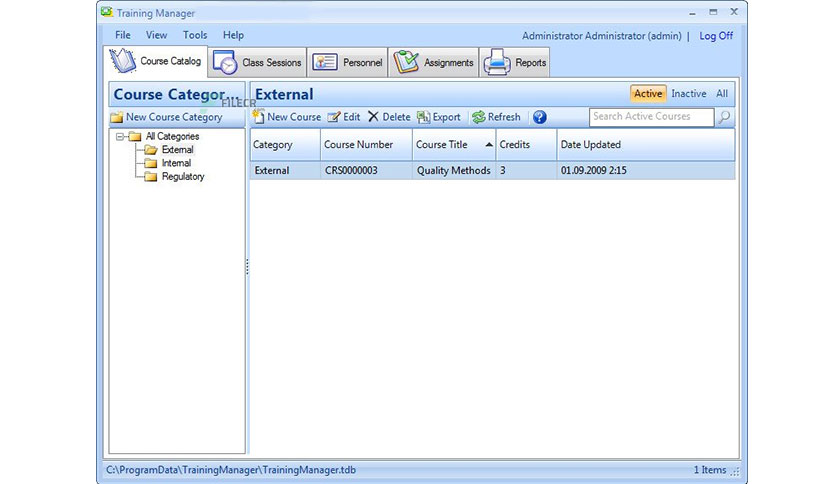 Training Manager
File View Tools Help Administrator Administrator (admin) | Log Off
Course Catalog Class Sessions Personnel Assignments Reports
Course Categor... External Active Inactive All
FILECR
New Course Category New Course Edit Delete Export Refresh Search Active Courses
All Categories
External
Internal
Regulatory
Category Course Number Course Title Credits Date Updated
External CRS0000003 Quality Methods 3 01.09.2009 2:15
C:\ProgramData\TrainingManager\TrainingManager.tdb 1 Items